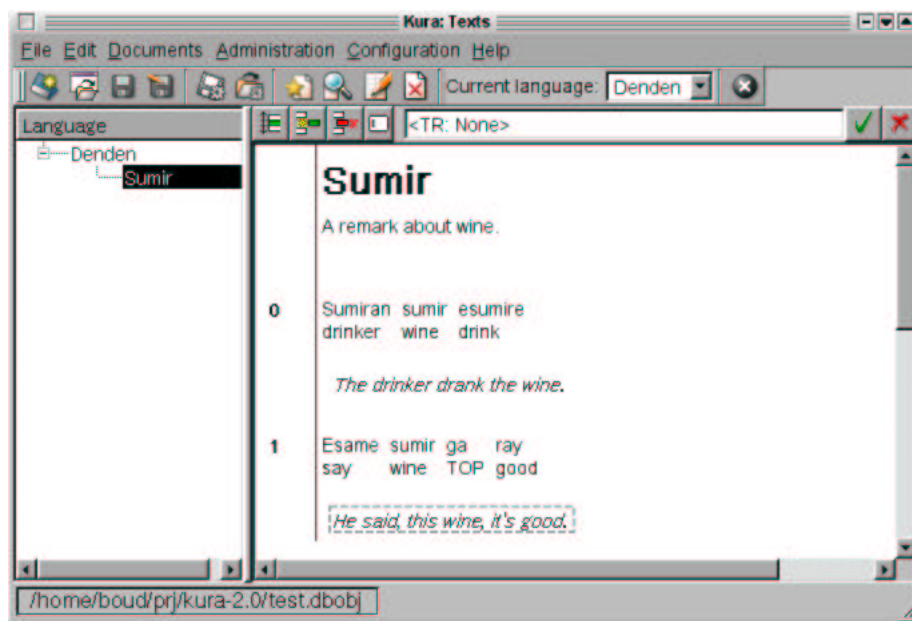 Kura: Texts
File Edit Documents Administration Configuration Help
Current language: Denden
Language
<TR: None>
Denden
Sumir
Sumir
A remark about wine.
0 Sumiran sumir esumire
drinker wine drink
The drinker drank the wine.
1 Esame sumir ga ray
say wine TOP good
He said, this wine, it's good.
/home/boud/prj/kura-2.0/test.dbobj